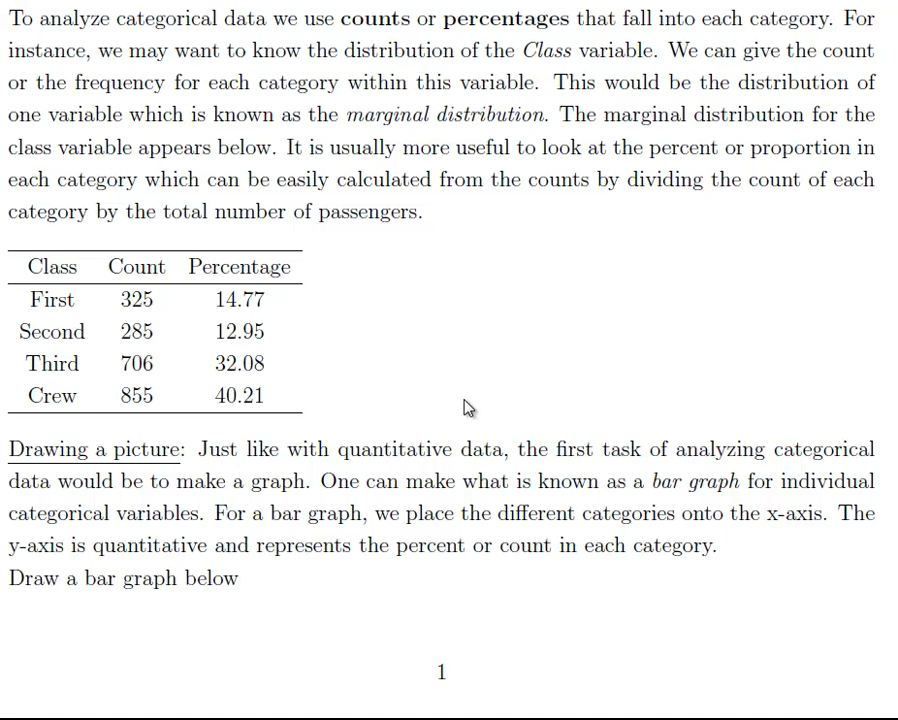 To analyze categorical data we use counts or percentages that fall into each category. For
instance, we may want to know the distribution of the Class variable. We can give the count
or the frequency for each category within this variable. This would be the distribution of
one variable which is known as the marginal distribution. The marginal distribution for the
class variable appears below. It is usually more useful to look at the percent or proportion in
each category which can be easily calculated from the counts by dividing the count of each
category by the total number of passengers.
Class Count Percentage
First 325 14.77
Second 285 12.95
Third 706 32.08
Crew 855 40.21
Drawing a picture: Just like with quantitative data, the first task of analyzing categorical
data would be to make a graph. One can make what is known as a bar graph for individual
categorical variables. For a bar graph, we place the different categories onto the x-axis. The
y-axis is quantitative and represents the percent or count in each category.
Draw a bar graph below
1